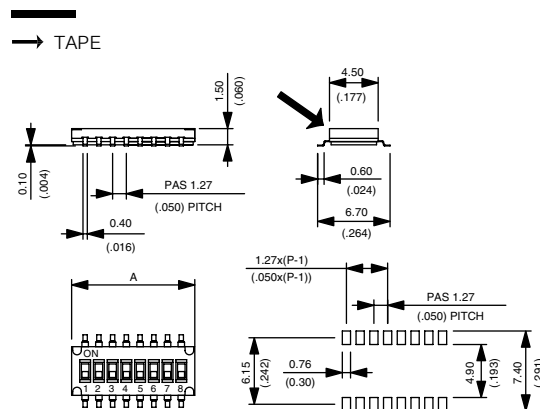 TAPE
4.50
(.177)
1.50
(.060)
0.10
(.004)
PAS 1.27
(.050) PITCH
0.40
(.016)
0.60
(.024)
6.70
(.264)
A
1.27x(P-1)
(.050x(P-1))
PAS 1.27
(.050) PITCH
ON
1 2 3 4 5 6 7 8
6.15
(.242)
0.76
(0.30)
4.90
(.193)
7.40
(.291)